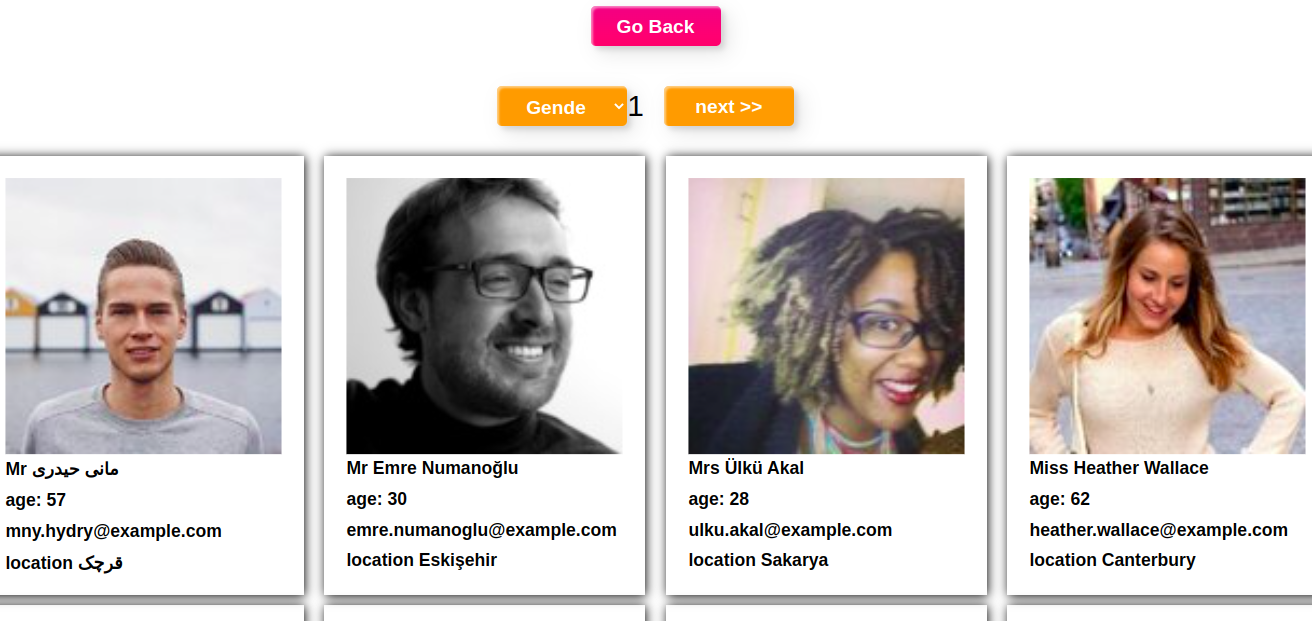 Go Back
Gende
1
next >>
Mr مانی حیدری
age: 57
mny.hydry@example.com
location قرچک
Mr Emre Numanoğlu
age: 30
emre.numanoglu@example.com
location Eskişehir
Mrs Ülkü Akal
age: 28
ulku.akal@example.com
location Sakarya
Miss Heather Wallace
age: 62
heather.wallace@example.com
location Canterbury